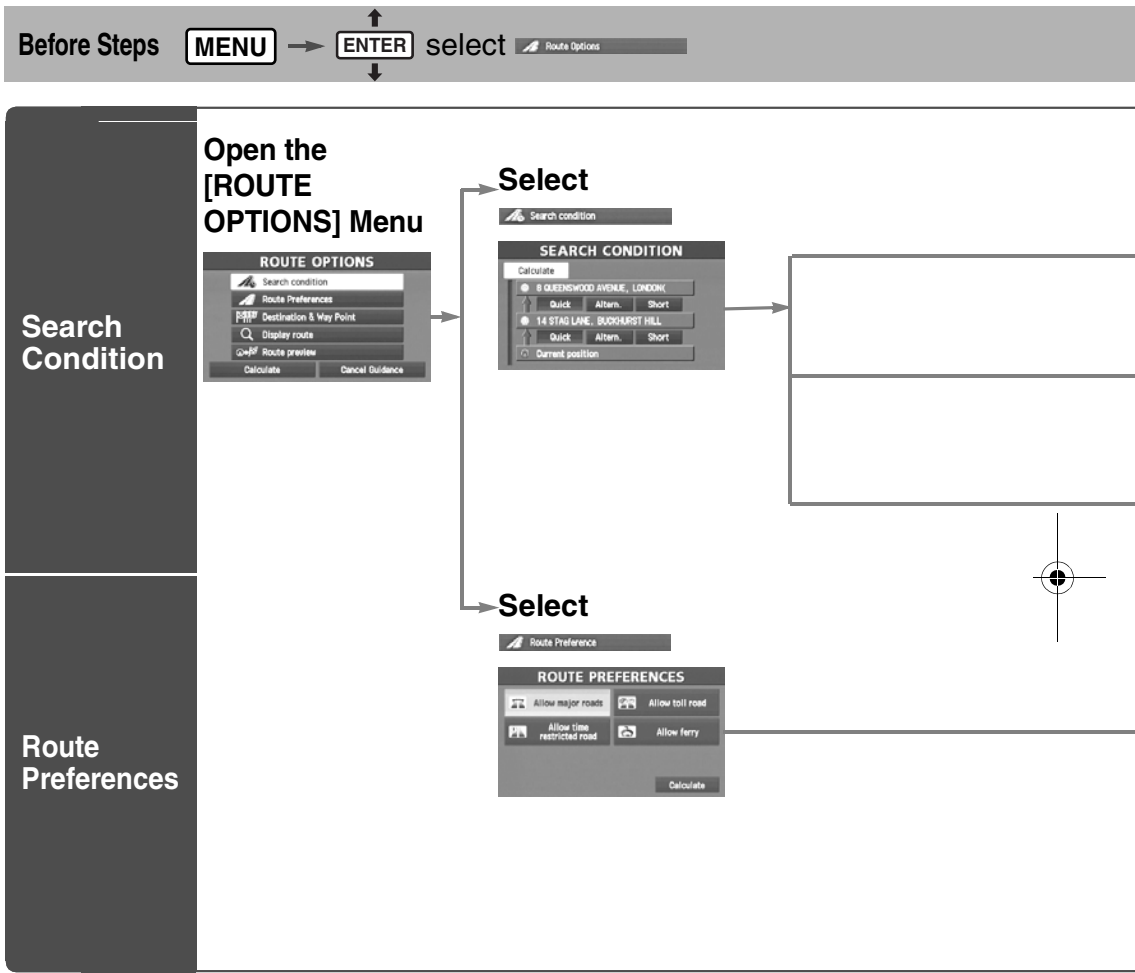 Before Steps MENU ENTER select Route Options
Open the
[ROUTE
OPTIONS] Menu
ROUTE OPTIONS
Search condition
Route Preferences
Destination & Way Point
Display route
Route preview
Calculate Cancel Guidance
Select
Search condition
SEARCH CONDITION
Calculate
8 QUEENSWOOD AVENUE, LONDON(
Quick Altern. Short
14 STAG LANE, BUCKHURST HILL
Quick Altern. Short
Current position
Search
Condition
Select
Route Preference
ROUTE PREFERENCES
Allow major roads Allow toll road
Allow time
restricted road
Allow ferry
Calculate
Route
Preferences